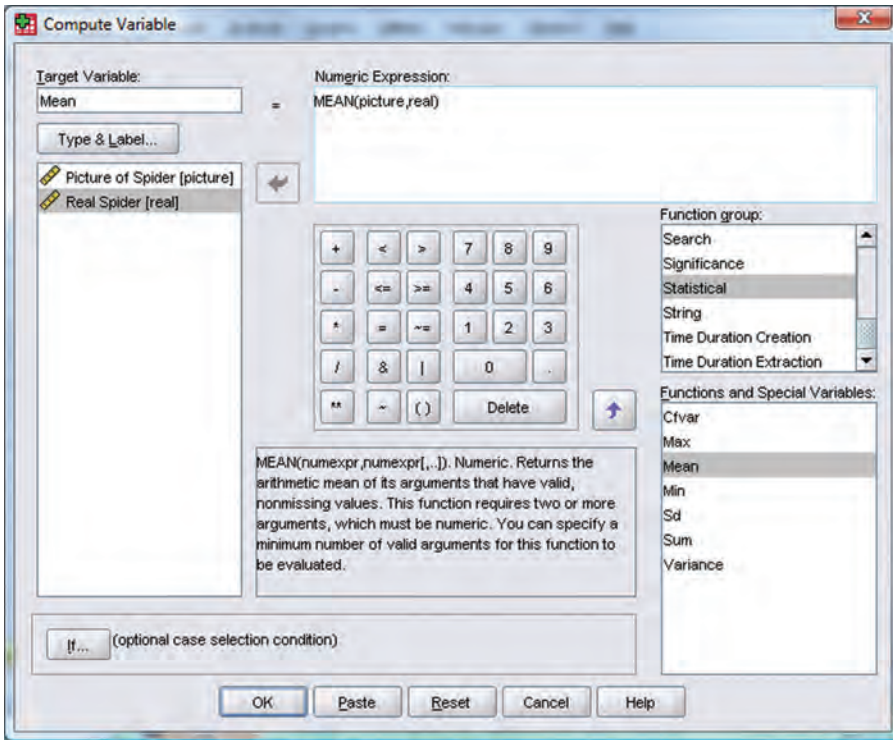 Compute Variable
Target Variable:
Mean
=
Numeric Expression:
MEAN(picture,real)
Type & Label...
Picture of Spider [picture]
Real Spider [real]
+ < > 7 8 9
- <= >= 4 5 6
* = ~= 1 2 3
/ & | 0 .
** ~ ( ) Delete
Function group:
Search
Significance
Statistical
String
Time Duration Creation
Time Duration Extraction
Functions and Special Variables:
Cfvar
Max
Mean
Min
Sd
Sum
Variance
MEAN(numexpr,numexpr[,..]). Numeric. Returns the
arithmetic mean of its arguments that have valid,
nonmissing values. This function requires two or more
arguments, which must be numeric. You can specify a
minimum number of valid arguments for this function to
be evaluated.
If... (optional case selection condition)
OK Paste Reset Cancel Help